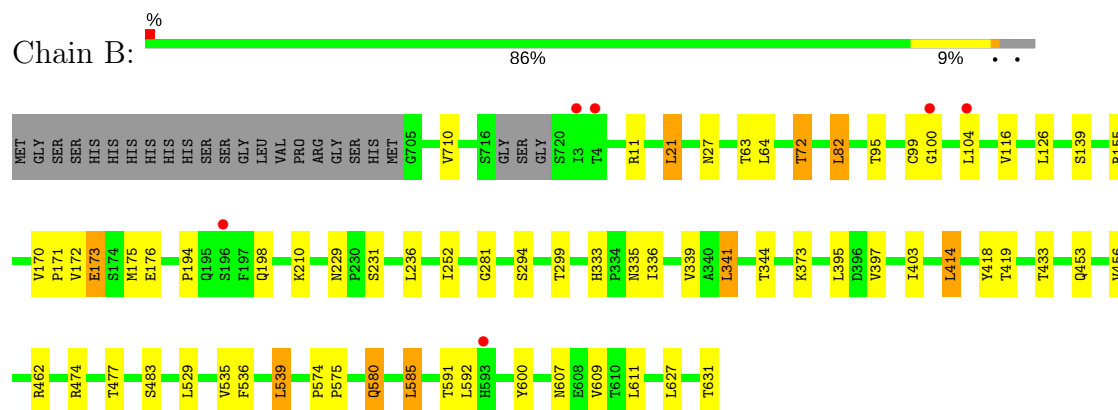 %
Chain B:
86% 9% • •
MET GLY SER SER HIS HIS HIS HIS HIS HIS SER SER GLY LEU VAL PRO ARG GLY SER HIS MET G705 V710 S716 GLY SER GLY S720 I3 T4 R11 L21 N27 T63 L64 T72 L82 T95 C99 G100 L104 V116 L126 S139
V170 P171 V172 E173 S174 M175 E176 P194 Q195 S196 F197 Q198 K210 N229 P230 S231 L236 I252 G281 S294 T299 H333 P334 N335 I336 V339 A340 L341 T344 K373 L395 D396 V397 I403 L414 Y418 T419 T433 Q453
R462 R474 T477 S483 L529 V535 F536 L539 P574 P575 Q580 L585 T591 L592 H593 Y600 N607 E608 V609 T610 L611 L627 T631